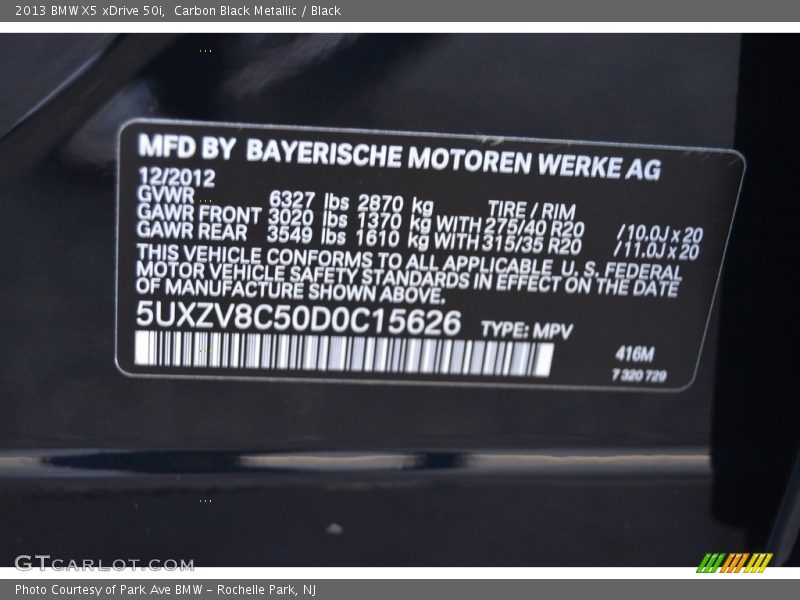 2013 BMW X5 xDrive 50i, Carbon Black Metallic / Black
MFD BY BAYERISCHE MOTOREN WERKE AG
12/2012
GVWR 6327 lbs 2870 kg TIRE / RIM
GAWR FRONT 3020 lbs 1370 kg WITH 275/40 R20 /10.0J x 20
GAWR REAR 3549 lbs 1610 kg WITH 315/35 R20 /11.0J x 20
THIS VEHICLE CONFORMS TO ALL APPLICABLE U. S. FEDERAL
MOTOR VEHICLE SAFETY STANDARDS IN EFFECT ON THE DATE
OF MANUFACTURE SHOWN ABOVE.
5UXZV8C50D0C15626 TYPE: MPV
416M
7 320 729
GTCARLOT.COM
Photo Courtesy of Park Ave BMW - Rochelle Park, NJ